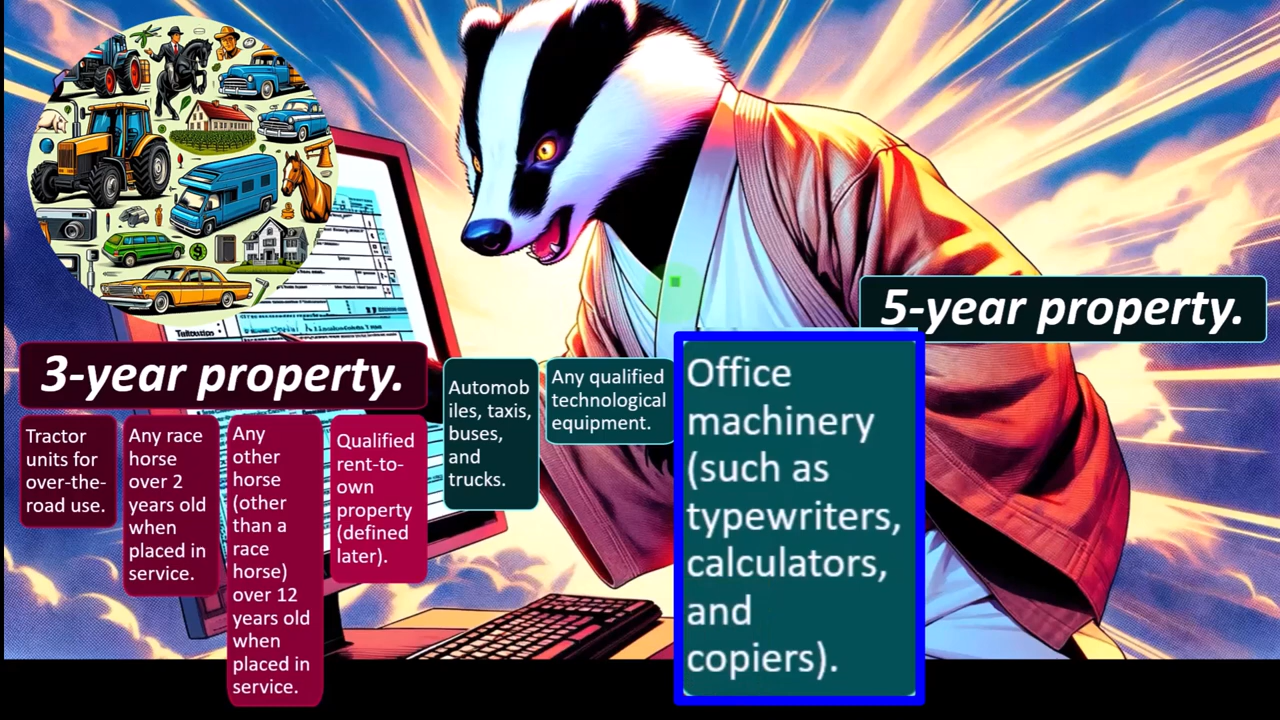 3-year property.
Tractor
units for
over-the-
road use.
Any race
horse
over 2
years old
when
placed in
service.
Any
other
horse
(other
than a
race
horse)
over 12
years old
when
placed in
service.
Qualified
rent-to-
own
property
(defined
later).
5-year property.
Automob
iles, taxis,
buses,
and
trucks.
Any qualified
technological
equipment.
Office
machinery
(such as
typewriters,
calculators,
and
copiers).